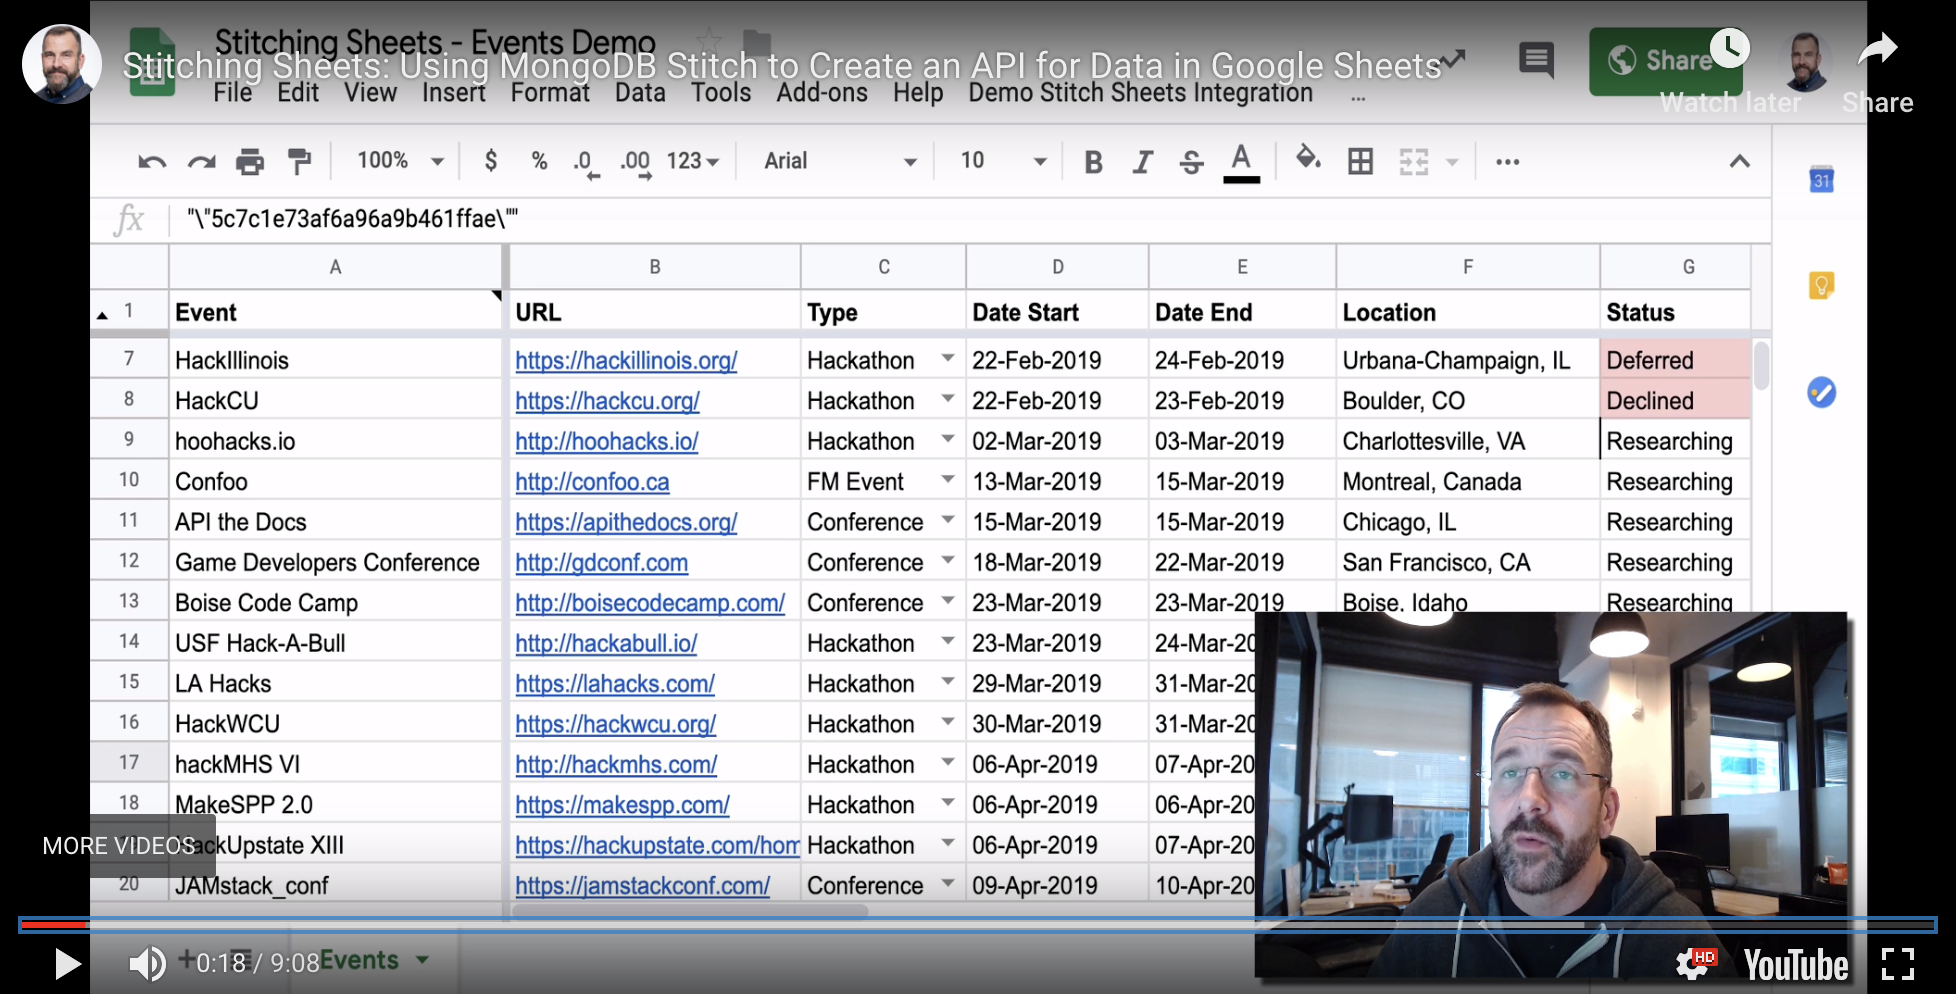 Stitching Sheets - Events Demo
Stitching Sheets: Using MongoDB Stitch to Create an API for Data in Google Sheets
Share
File Edit View Insert Format Data Tools Add-ons Help Demo Stitch Sheets Integration ...
Watch later Share
100% $ % .0 .00 123 Arial 10 B I S A ...
31
fx "\"5c7c1e73af6a96a9b461ffae\""
A B C D E F G
1 Event URL Type Date Start Date End Location Status
7 HackIllinois https://hackillinois.org/ Hackathon 22-Feb-2019 24-Feb-2019 Urbana-Champaign, IL Deferred
8 HackCU https://hackcu.org/ Hackathon 22-Feb-2019 23-Feb-2019 Boulder, CO Declined
9 hoohacks.io http://hoohacks.io/ Hackathon 02-Mar-2019 03-Mar-2019 Charlottesville, VA Researching
10 Confoo http://confoo.ca FM Event 13-Mar-2019 15-Mar-2019 Montreal, Canada Researching
11 API the Docs https://apithedocs.org/ Conference 15-Mar-2019 15-Mar-2019 Chicago, IL Researching
12 Game Developers Conference http://gdconf.com Conference 18-Mar-2019 22-Mar-2019 San Francisco, CA Researching
13 Boise Code Camp http://boisecodecamp.com/ Conference 23-Mar-2019 23-Mar-2019 Boise, Idaho Researching
14 USF Hack-A-Bull http://hackabull.io/ Hackathon 23-Mar-2019 24-Mar-20
15 LA Hacks https://lahacks.com/ Hackathon 29-Mar-2019 31-Mar-20
16 HackWCU https://hackwcu.org/ Hackathon 30-Mar-2019 31-Mar-20
17 hackMHS VI http://hackmhs.com/ Hackathon 06-Apr-2019 07-Apr-20
18 MakeSPP 2.0 https://makespp.com/ Hackathon 06-Apr-2019 06-Apr-20
MORE VIDEOS
ackUpstate XIII https://hackupstate.com/hom Hackathon 06-Apr-2019 07-Apr-20
20 JAMstack_conf https://jamstackconf.com/ Conference 09-Apr-2019 10-Apr-20
0:18 / 9:08 Events HD YouTube